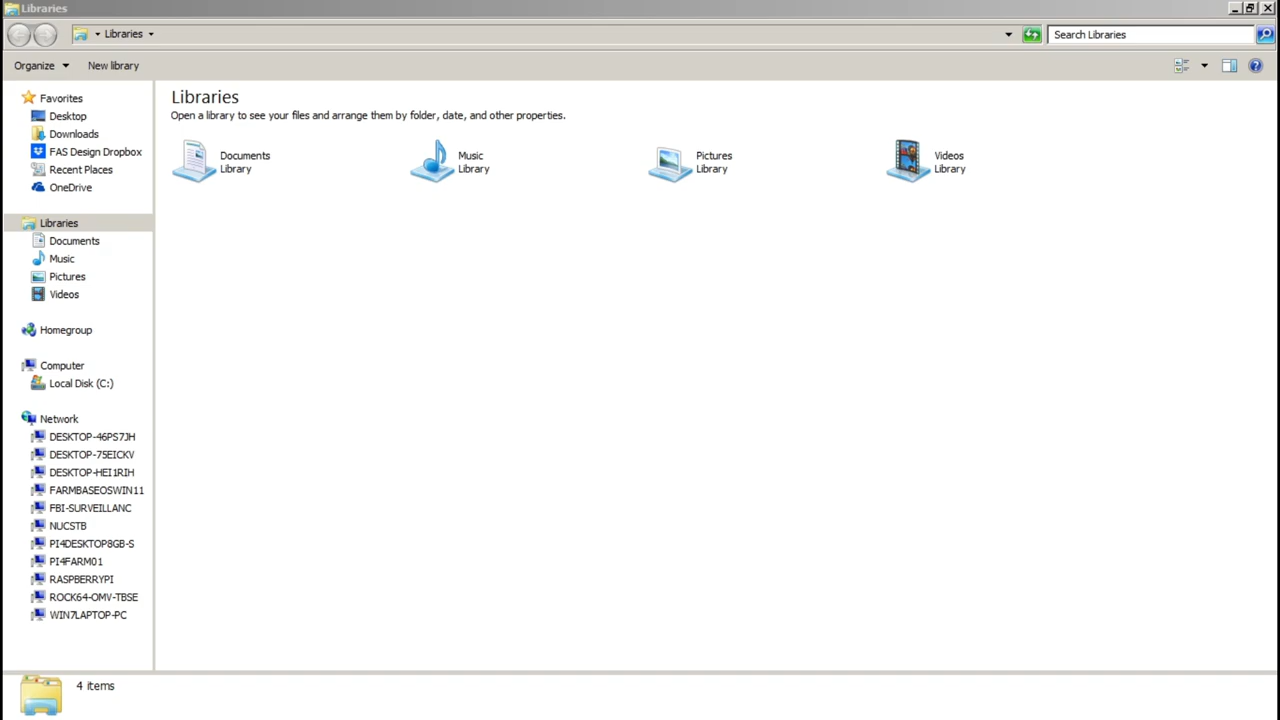 Libraries
Libraries
Search Libraries
Organize
New library
Favorites
Desktop
Downloads
FAS Design Dropbox
Recent Places
OneDrive
Libraries
Documents
Music
Pictures
Videos
Homegroup
Computer
Local Disk (C:)
Network
DESKTOP-46PS7JH
DESKTOP-75EICKV
DESKTOP-HEI1RIH
FARMBASEOSWIN11
FBI-SURVEILLANC
NUCSTB
PI4DESKTOP8GB-S
PI4FARM01
RASPBERRYPI
ROCK64-OMV-TBSE
WIN7LAPTOP-PC
Libraries
Open a library to see your files and arrange them by folder, date, and other properties.
Documents
Library
Music
Library
Pictures
Library
Videos
Library
4 items